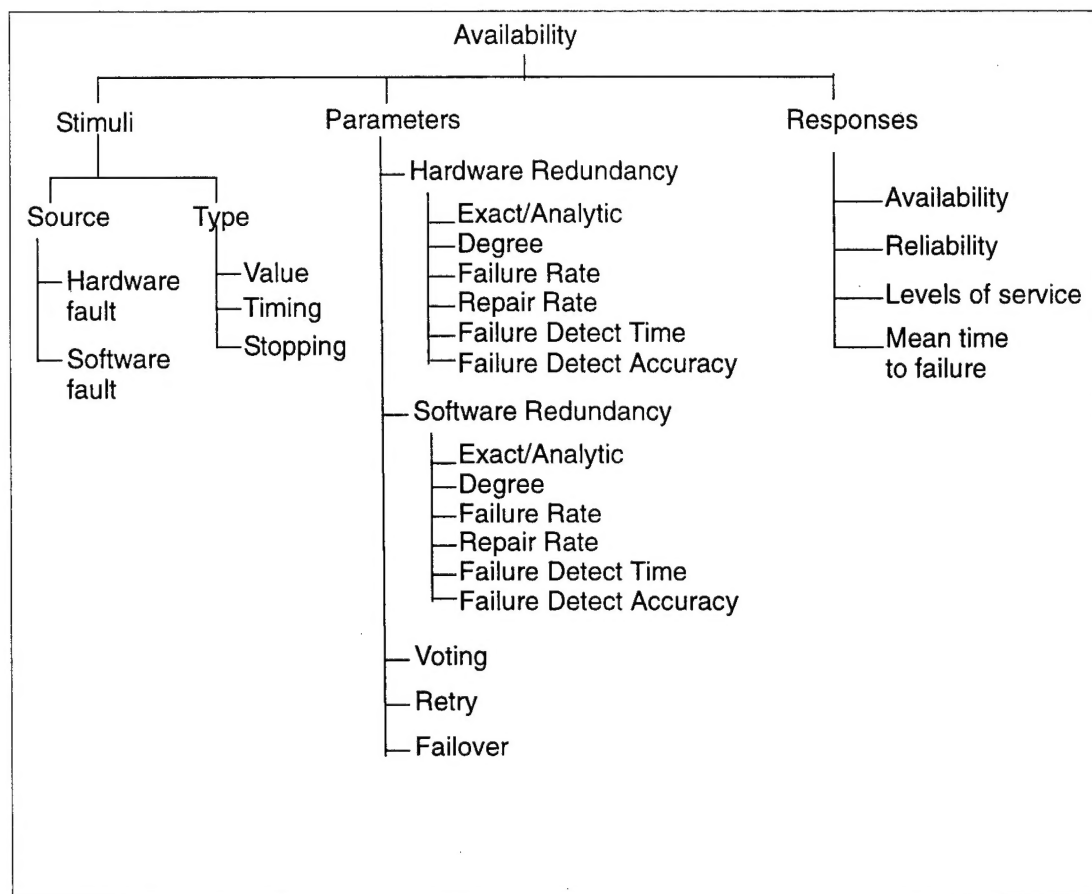 Availability
Stimuli
Parameters
Responses
Source
Type
Hardware
fault
Software
fault
Value
Timing
Stopping
Hardware Redundancy
Exact/Analytic
Degree
Failure Rate
Repair Rate
Failure Detect Time
Failure Detect Accuracy
Software Redundancy
Exact/Analytic
Degree
Failure Rate
Repair Rate
Failure Detect Time
Failure Detect Accuracy
Voting
Retry
Failover
Availability
Reliability
Levels of service
Mean time
to failure